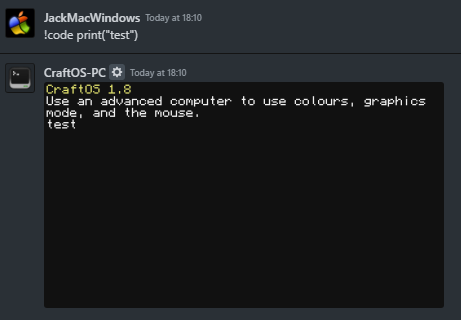 JackMacWindows Today at 18:10
!code print("test")
CraftOS-PC Today at 18:10
CraftOS 1.8
Use an advanced computer to use colours, graphics
mode, and the mouse.
test